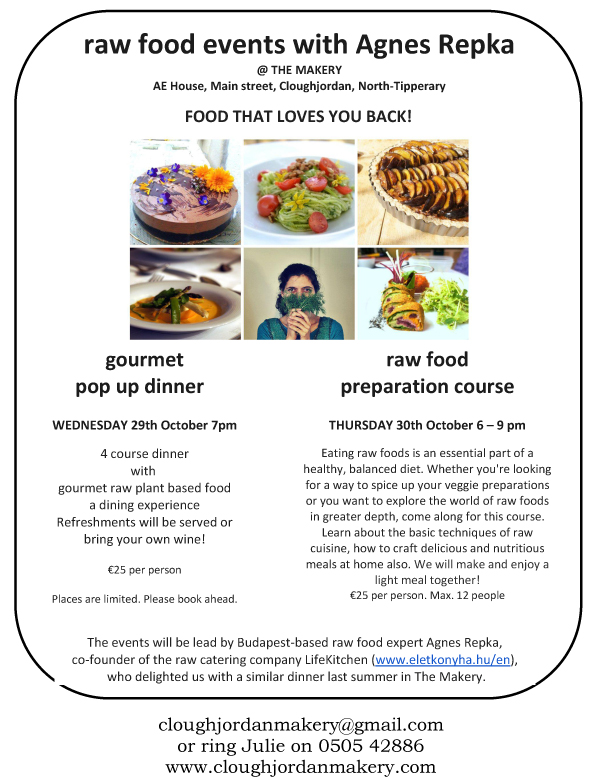 raw food events with Agnes Repka
@ THE MAKERY
AE House, Main street, Cloughjordan, North-Tipperary
FOOD THAT LOVES YOU BACK!
gourmet
pop up dinner
WEDNESDAY 29th October 7pm
4 course dinner
with
gourmet raw plant based food
a dining experience
Refreshments will be served or
bring your own wine!
€25 per person
Places are limited. Please book ahead.
raw food
preparation course
THURSDAY 30th October 6 – 9 pm
Eating raw foods is an essential part of a
healthy, balanced diet. Whether you're looking
for a way to spice up your veggie preparations
or you want to explore the world of raw foods
in greater depth, come along for this course.
Learn about the basic techniques of raw
cuisine, how to craft delicious and nutritious
meals at home also. We will make and enjoy a
light meal together!
€25 per person. Max. 12 people
The events will be lead by Budapest-based raw food expert Agnes Repka,
co-founder of the raw catering company LifeKitchen (www.eletkonyha.hu/en),
who delighted us with a similar dinner last summer in The Makery.
cloughjordanmakery@gmail.com
or ring Julie on 0505 42886
www.cloughjordanmakery.com